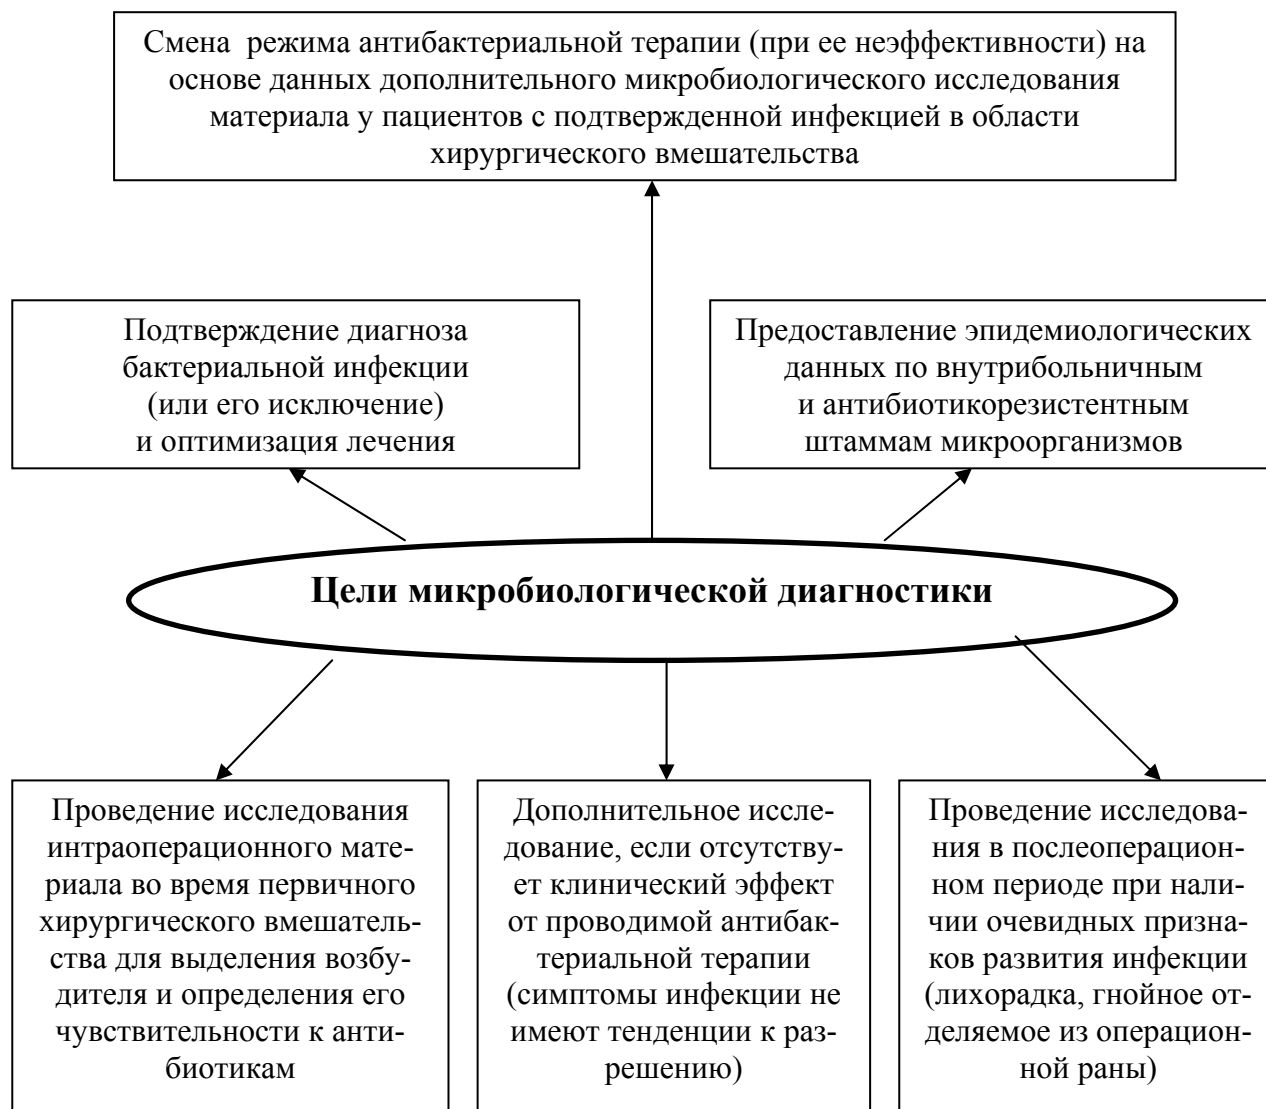 Смена режима антибактериальной терапии (при ее неэффективности) на
основе данных дополнительного микробиологического исследования
материала у пациентов с подтвержденной инфекцией в области
хирургического вмешательства
Подтверждение диагноза
бактериальной инфекции
(или его исключение)
и оптимизация лечения
Предоставление эпидемиологических
данных по внутрибольничным
и антибиотикорезистентным
штаммам микроорганизмов
Цели микробиологической диагностики
Проведение исследования
интраоперационного мате-
риала во время первичного
хирургического вмешатель-
ства для выделения возбу-
дителя и определения его
чувствительности к анти-
биотикам
Дополнительное иссле-
дование, если отсутству-
ет клинический эффект
от проводимой антибак-
териальной терапии
(симптомы инфекции не
имеют тенденции к раз-
решению)
Проведение исследова-
ния в послеоперацион-
ном периоде при нали-
чии очевидных призна-
ков развития инфекции
(лихорадка, гнойное от-
деляемое из операцион-
ной раны)